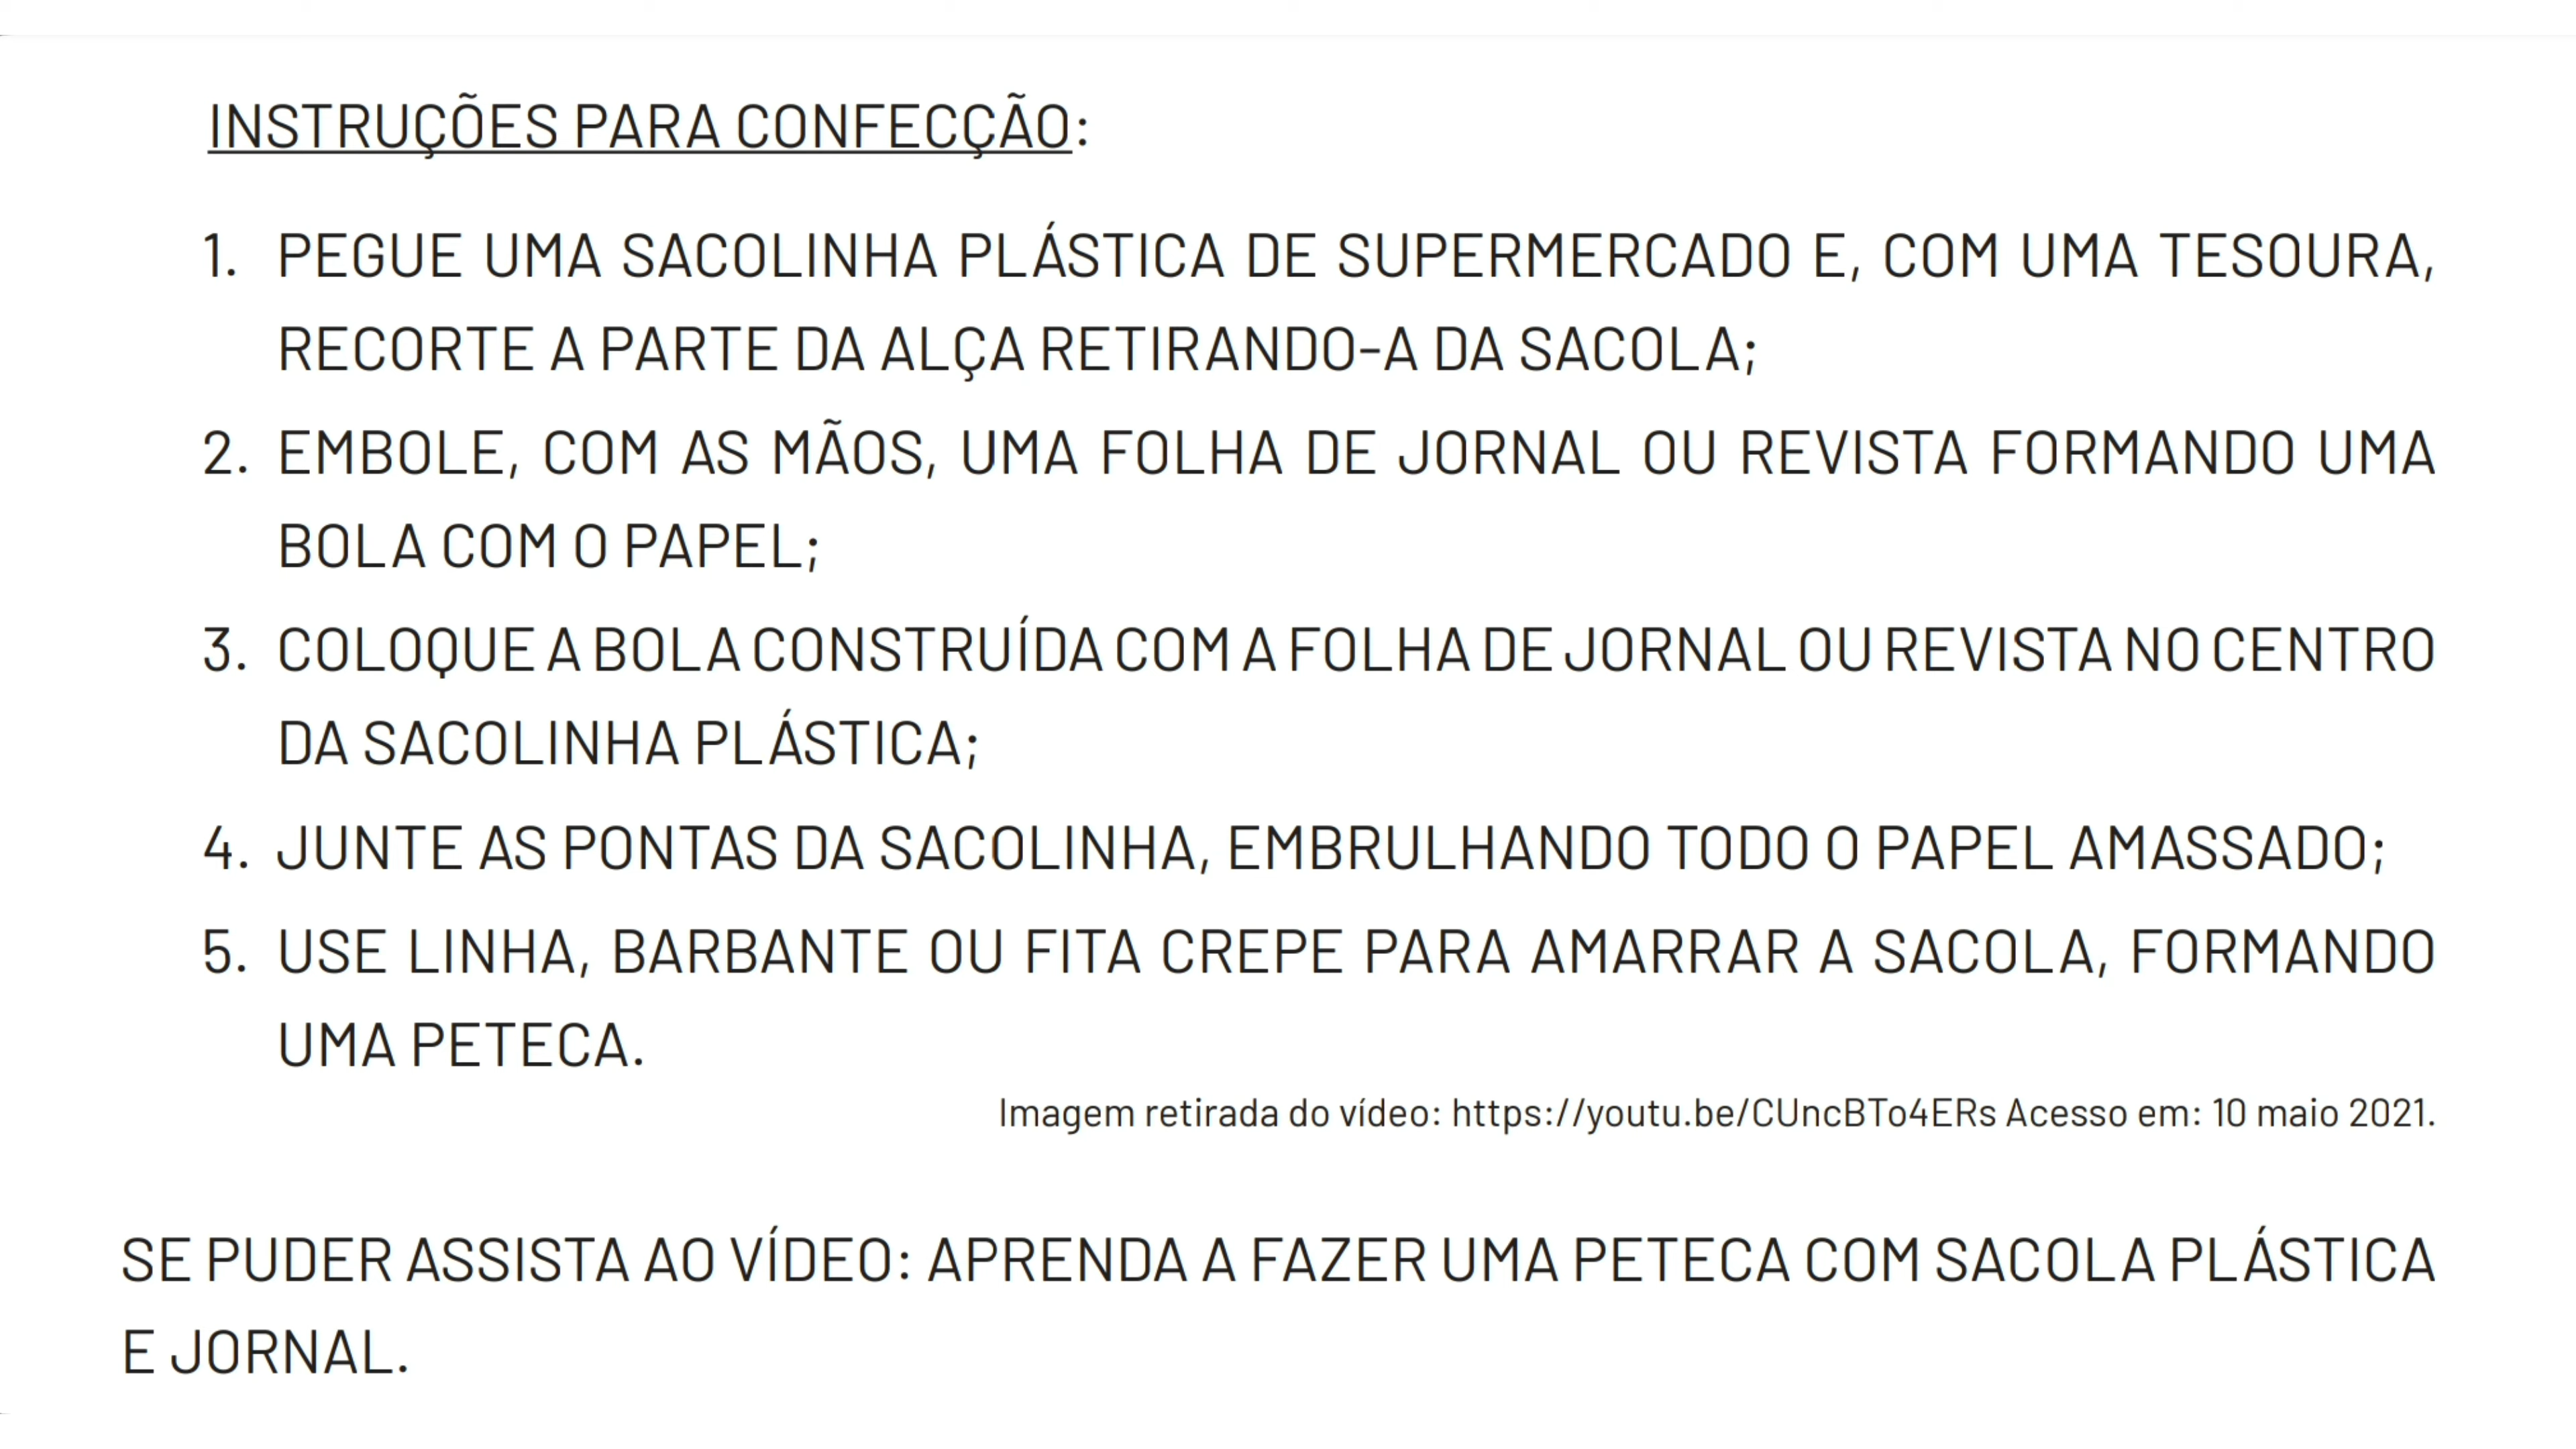 INSTRUÇÕES PARA CONFECÇÃO:
1. PEGUE UMA SACOLINHA PLÁSTICA DE SUPERMERCADO E, COM UMA TESOURA,
RECORTE A PARTE DA ALÇA RETIRANDO-A DA SACOLA;
2. EMBOLE, COM AS MÃOS, UMA FOLHA DE JORNAL OU REVISTA FORMANDO UMA
BOLA COM O PAPEL;
3. COLOQUE A BOLA CONSTRUÍDA COM A FOLHA DE JORNAL OU REVISTA NO CENTRO
DA SACOLINHA PLÁSTICA;
4. JUNTE AS PONTAS DA SACOLINHA, EMBRULHANDO TODO O PAPEL AMASSADO;
5. USE LINHA, BARBANTE OU FITA CREPE PARA AMARRAR A SACOLA, FORMANDO
UMA PETECA.
Imagem retirada do vídeo: https://youtu.be/CUncBTo4ERs Acesso em: 10 maio 2021.
SE PUDER ASSISTA AO VÍDEO: APRENDA A FAZER UMA PETECA COM SACOLA PLÁSTICA
E JORNAL.